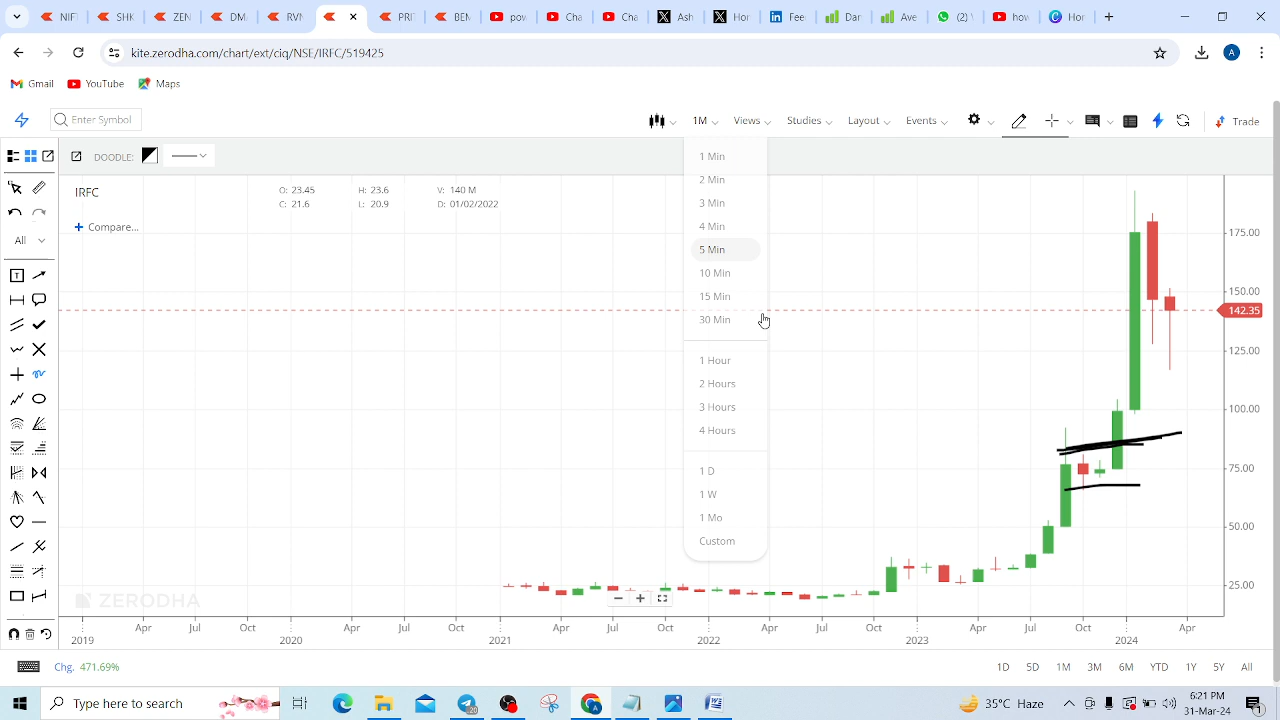 NIFI
SHR
PRI
BEN
pow
Cha
Cha
Ash
Hor
Fee
Dar
Ave
(2)
how
Hor
kite.zerodha.com/chart/ext/ciq/NSE/IRFC/519425
Gmail YouTube Maps
Enter Symbol
1M Views Studies Layout Events Trade
DOODLE:
IRFC
O: 23.45 H: 23.6 V: 140 M
C: 21.6 L: 20.9 D: 01/02/2022
+ Compare...
All
1 Min
2 Min
3 Min
4 Min
5 Min
10 Min
15 Min
30 Min
1 Hour
2 Hours
3 Hours
4 Hours
1 D
1 W
1 Mo
Custom
175.00
150.00
142.35
125.00
100.00
75.00
50.00
25.00
ZERODHA
Apr Jul Oct Apr Jul Oct Apr Jul Oct Apr Jul Oct Apr Jul Oct Apr
2019 2020 2021 2022 2023 2024
Chg. 471.69%
1D 5D 1M 3M 6M YTD 1Y 5Y All
Type here to search
35°C Haze
6:21 PM
31-Mar-24